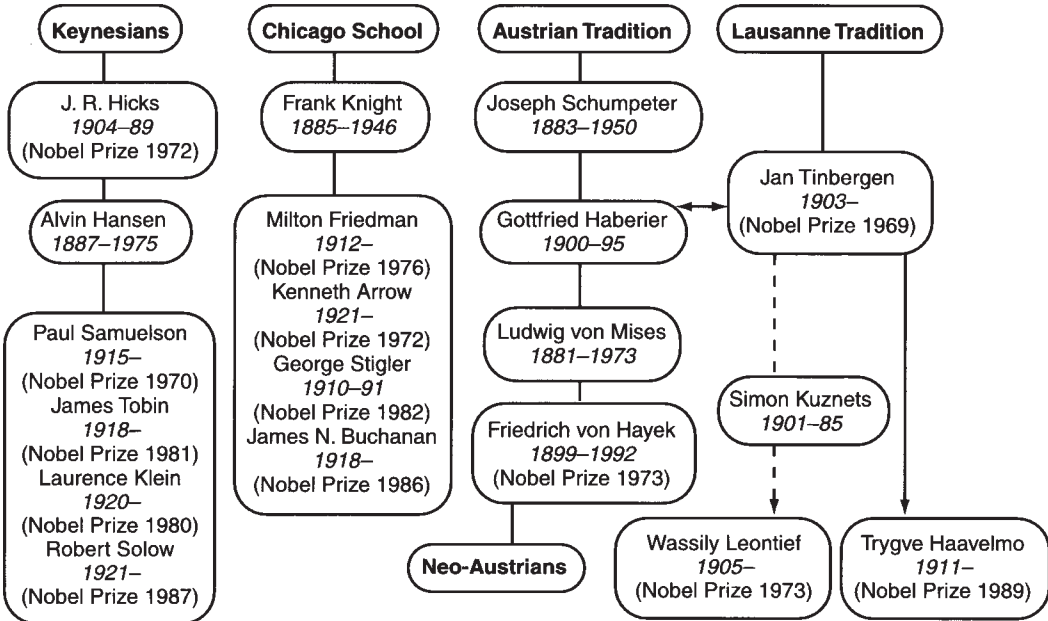 Keynesians
J. R. Hicks
1904–89
(Nobel Prize 1972)
Alvin Hansen
1887–1975
Paul Samuelson
1915–
(Nobel Prize 1970)
James Tobin
1918–
(Nobel Prize 1981)
Laurence Klein
1920–
(Nobel Prize 1980)
Robert Solow
1921–
(Nobel Prize 1987)
Chicago School
Frank Knight
1885–1946
Milton Friedman
1912–
(Nobel Prize 1976)
Kenneth Arrow
1921–
(Nobel Prize 1972)
George Stigler
1910–91
(Nobel Prize 1982)
James N. Buchanan
1918–
(Nobel Prize 1986)
Austrian Tradition
Joseph Schumpeter
1883–1950
Gottfried Haberier
1900–95
Ludwig von Mises
1881–1973
Friedrich von Hayek
1899–1992
(Nobel Prize 1973)
Neo-Austrians
Lausanne Tradition
Jan Tinbergen
1903–
(Nobel Prize 1969)
Simon Kuznets
1901–85
Wassily Leontief
1905–
(Nobel Prize 1973)
Trygve Haavelmo
1911–
(Nobel Prize 1989)